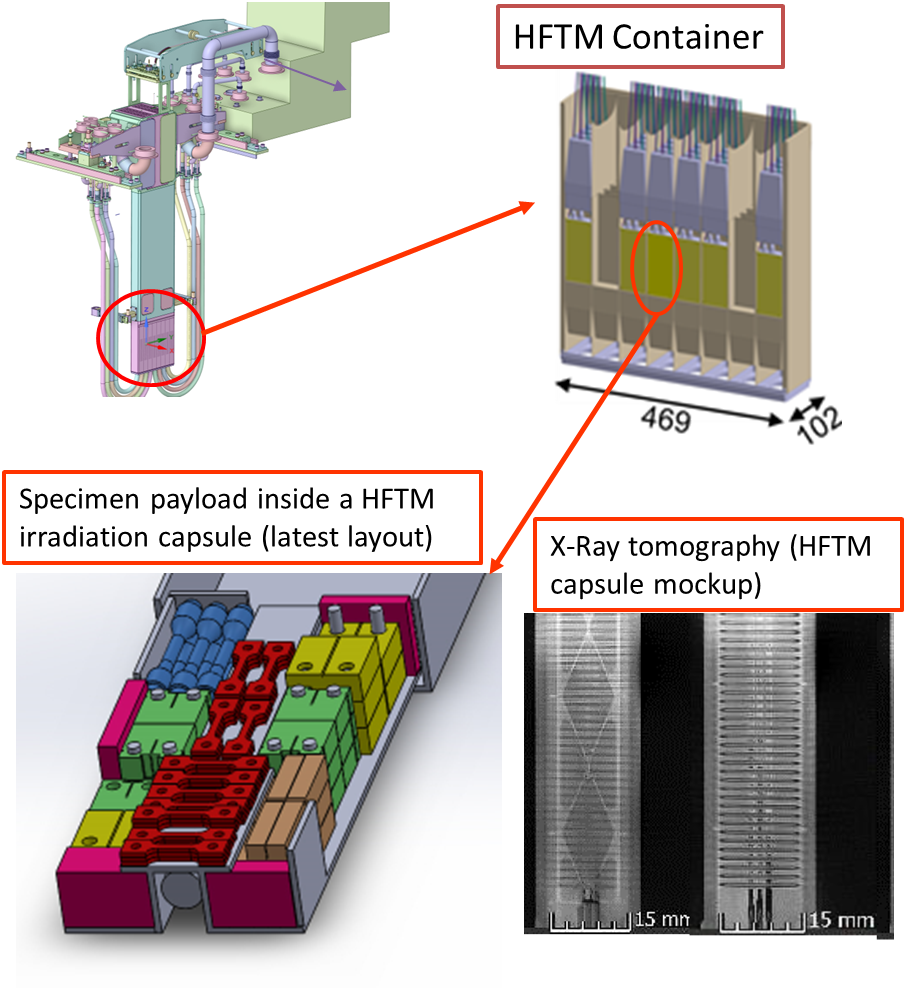 HFTM Container
469
102
Specimen payload inside a HFTM
irradiation capsule (latest layout)
X-Ray tomography (HFTM
capsule mockup)
15 mm
15 mm